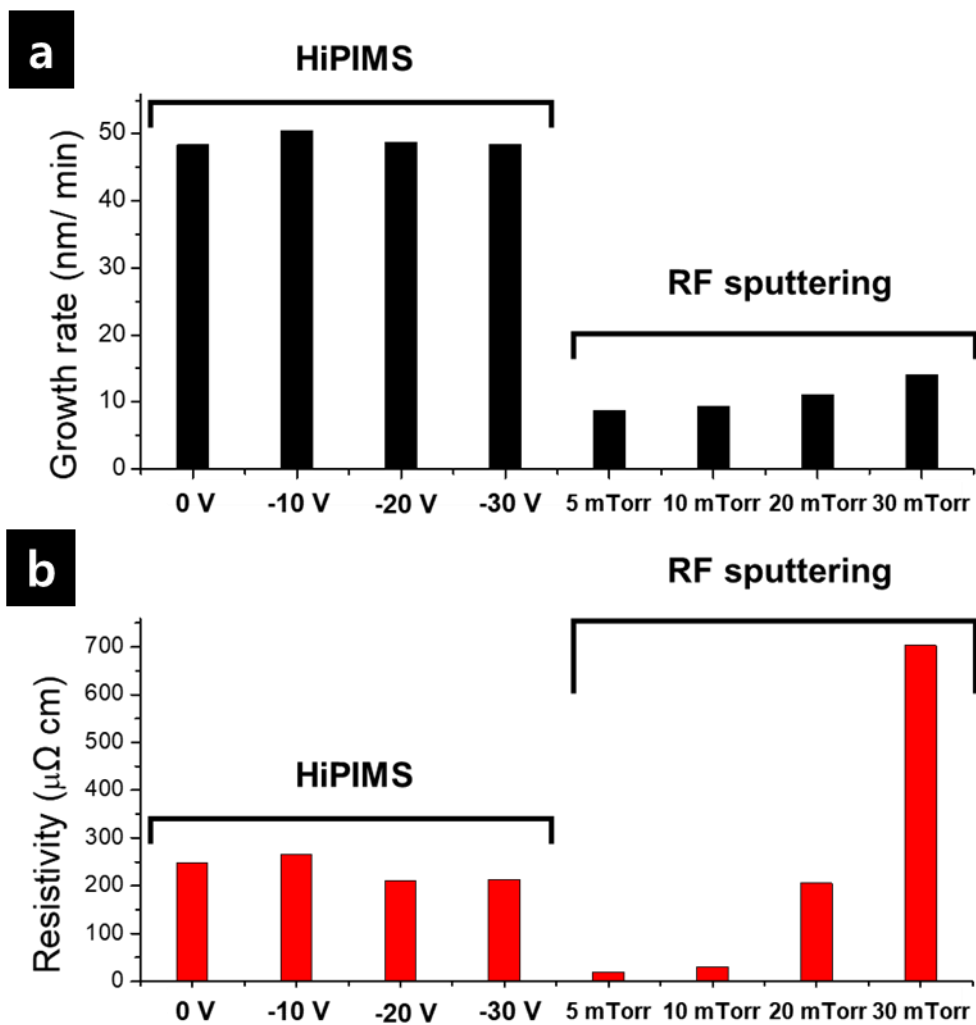 a
HiPIMS
Growth rate (nm/ min)
50
40
30
20
10
0
RF sputtering
0 V -10 V -20 V -30 V 5 mTorr 10 mTorr 20 mTorr 30 mTorr
b
RF sputtering
Resistivity (μΩ cm)
700
600
500
400
300
200
100
0
HiPIMS
0 V -10 V -20 V -30 V 5 mTorr 10 mTorr 20 mTorr 30 mTorr